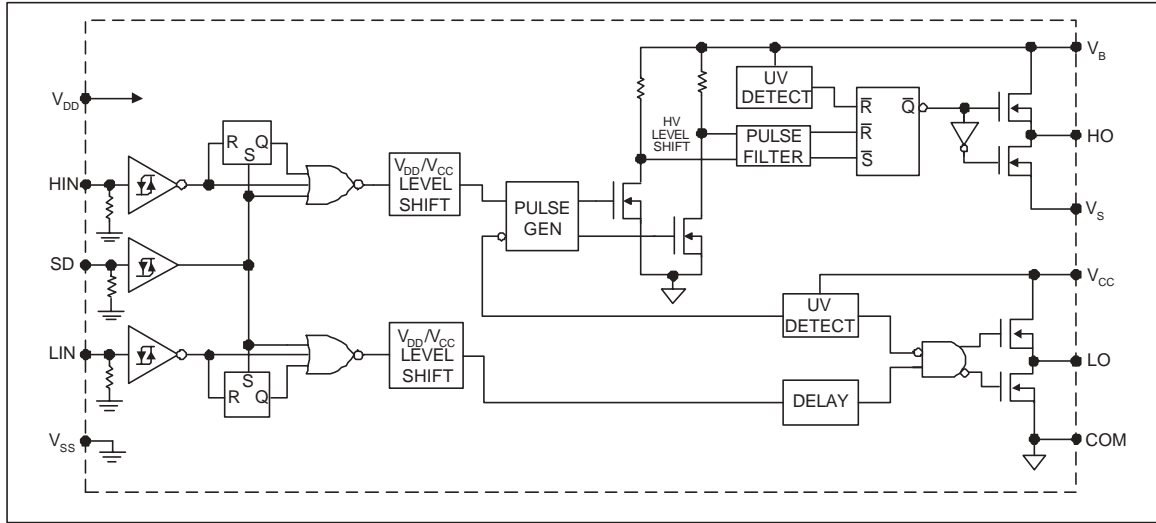 V_DD
HIN
SD
LIN
V_SS
R Q
S
S
R Q
V_DD/V_CC
LEVEL
SHIFT
V_DD/V_CC
LEVEL
SHIFT
PULSE
GEN
HV
LEVEL
SHIFT
UV
DETECT
PULSE
FILTER
R̅ Q̅
R̅
S̅
UV
DETECT
DELAY
V_B
HO
V_S
V_CC
LO
COM